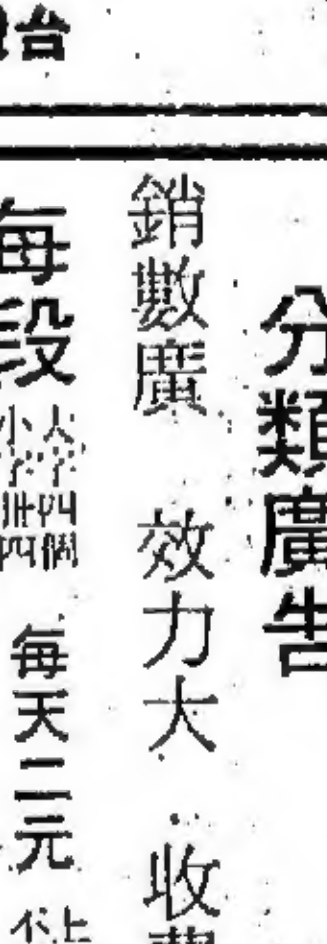 台
分類廣告
銷數廣 效力大 收
每段
大字四個
小字卌四
每天二元
上
不